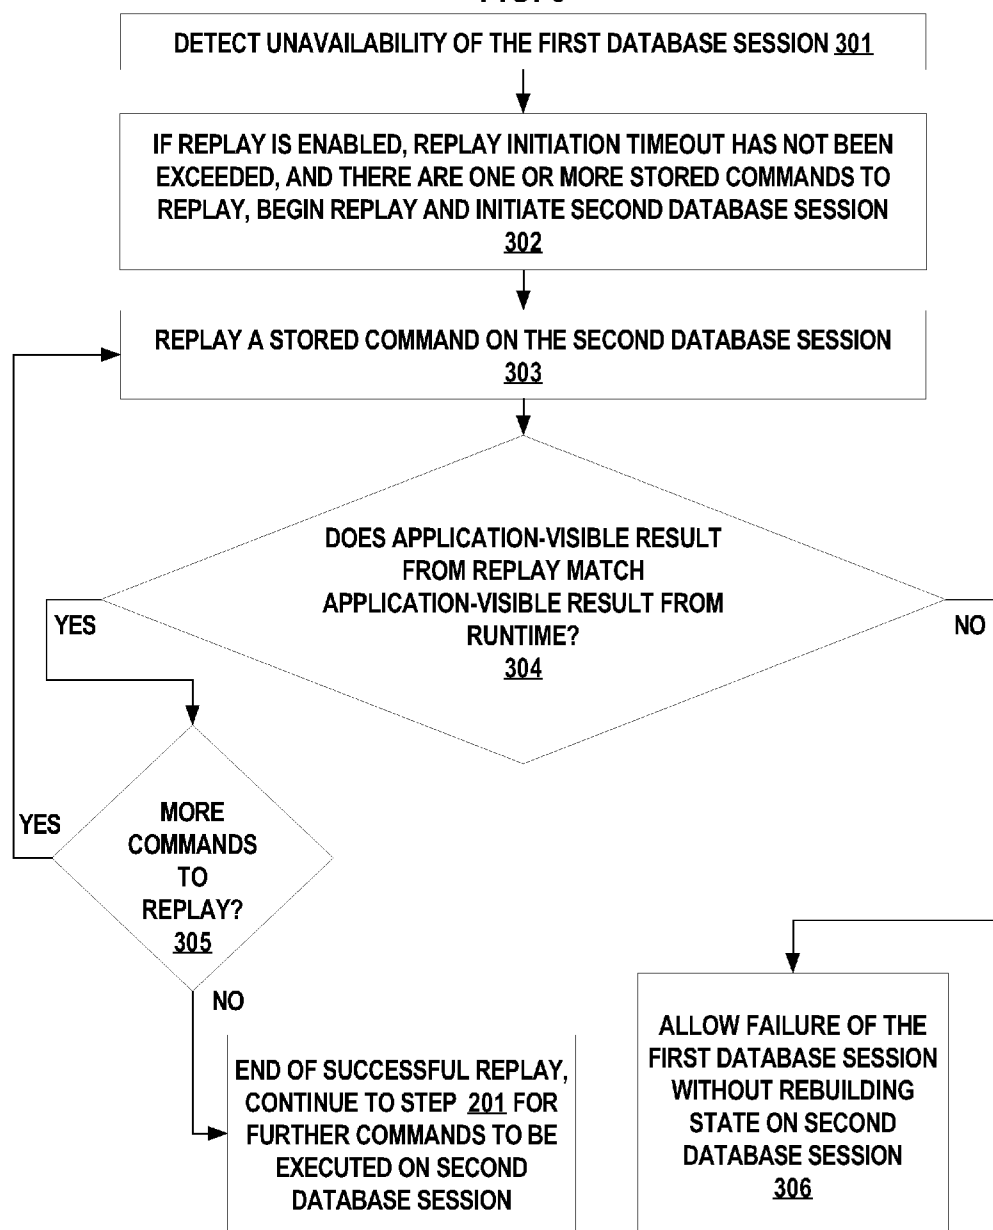 DETECT UNAVAILABILITY OF THE FIRST DATABASE SESSION 301
IF REPLAY IS ENABLED, REPLAY INITIATION TIMEOUT HAS NOT BEEN
EXCEEDED, AND THERE ARE ONE OR MORE STORED COMMANDS TO
REPLAY, BEGIN REPLAY AND INITIATE SECOND DATABASE SESSION
302
REPLAY A STORED COMMAND ON THE SECOND DATABASE SESSION
303
DOES APPLICATION-VISIBLE RESULT
FROM REPLAY MATCH
APPLICATION-VISIBLE RESULT FROM
RUNTIME?
304
YES
NO
MORE
COMMANDS
TO
REPLAY?
305
YES
NO
END OF SUCCESSFUL REPLAY,
CONTINUE TO STEP 201 FOR
FURTHER COMMANDS TO BE
EXECUTED ON SECOND
DATABASE SESSION
ALLOW FAILURE OF THE
FIRST DATABASE SESSION
WITHOUT REBUILDING
STATE ON SECOND
DATABASE SESSION
306